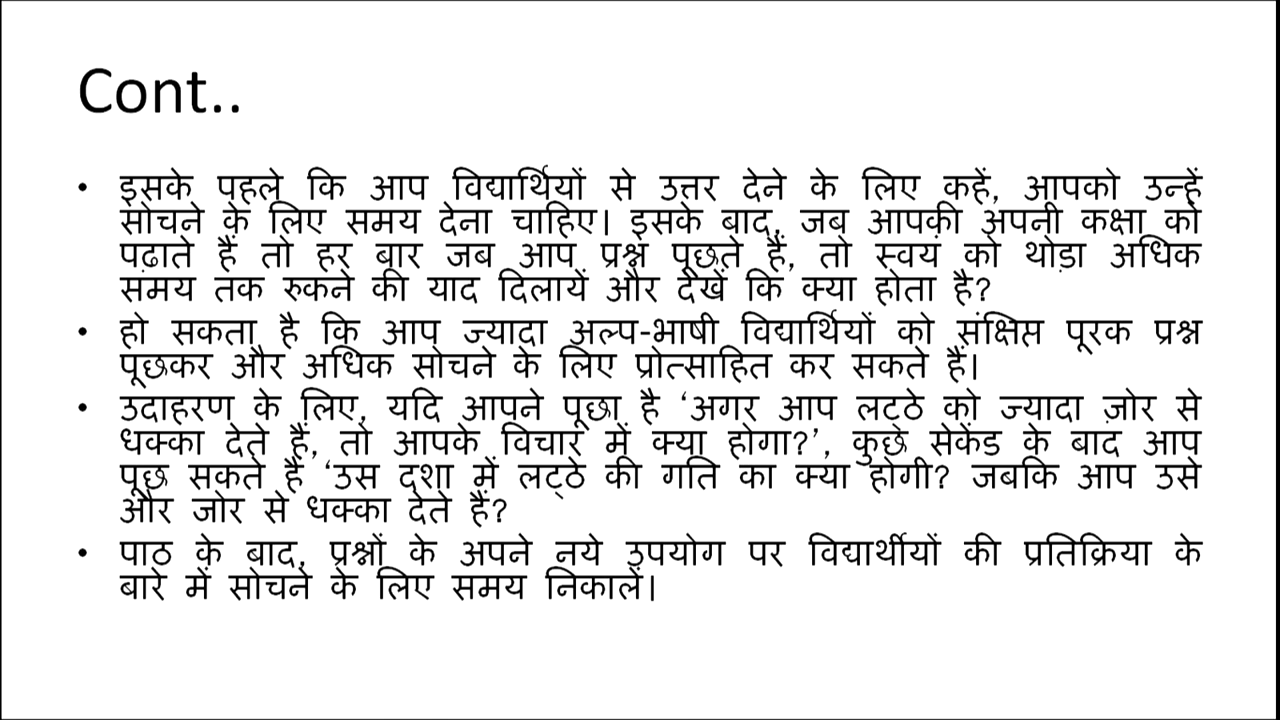 Cont..
• इसके पहले कि आप विद्यार्थियों से उत्तर देने के लिए कहें, आपको उन्हें
सोचने के लिए समय देना चाहिए। इसके बाद, जब आपकी अपनी कक्षा को
पढ़ाते हैं तो हर बार जब आप प्रश्न पूछते हैं, तो स्वयं को थोड़ा अधिक
समय तक रुकने की याद दिलायें और देखें कि क्या होता है?
• हो सकता है कि आप ज्यादा अल्प-भाषी विद्यार्थियों को संक्षिप्त पूरक प्रश्न
पूछकर और अधिक सोचने के लिए प्रोत्साहित कर सकते हैं।
• उदाहरण के लिए, यदि आपने पूछा है ‘अगर आप लट्ठे को ज्यादा ज़ोर से
धक्का देते हैं, तो आपके विचार में क्या होगा?’, कुछ सेकेंड के बाद आप
पूछ सकते हैं ‘उस दशा में लट्ठे की गति का क्या होगी? जबकि आप उसे
और जोर से धक्का देते हैं?
• पाठ के बाद, प्रश्नों के अपने नये उपयोग पर विद्यार्थीयों की प्रतिक्रिया के
बारे में सोचने के लिए समय निकालें।